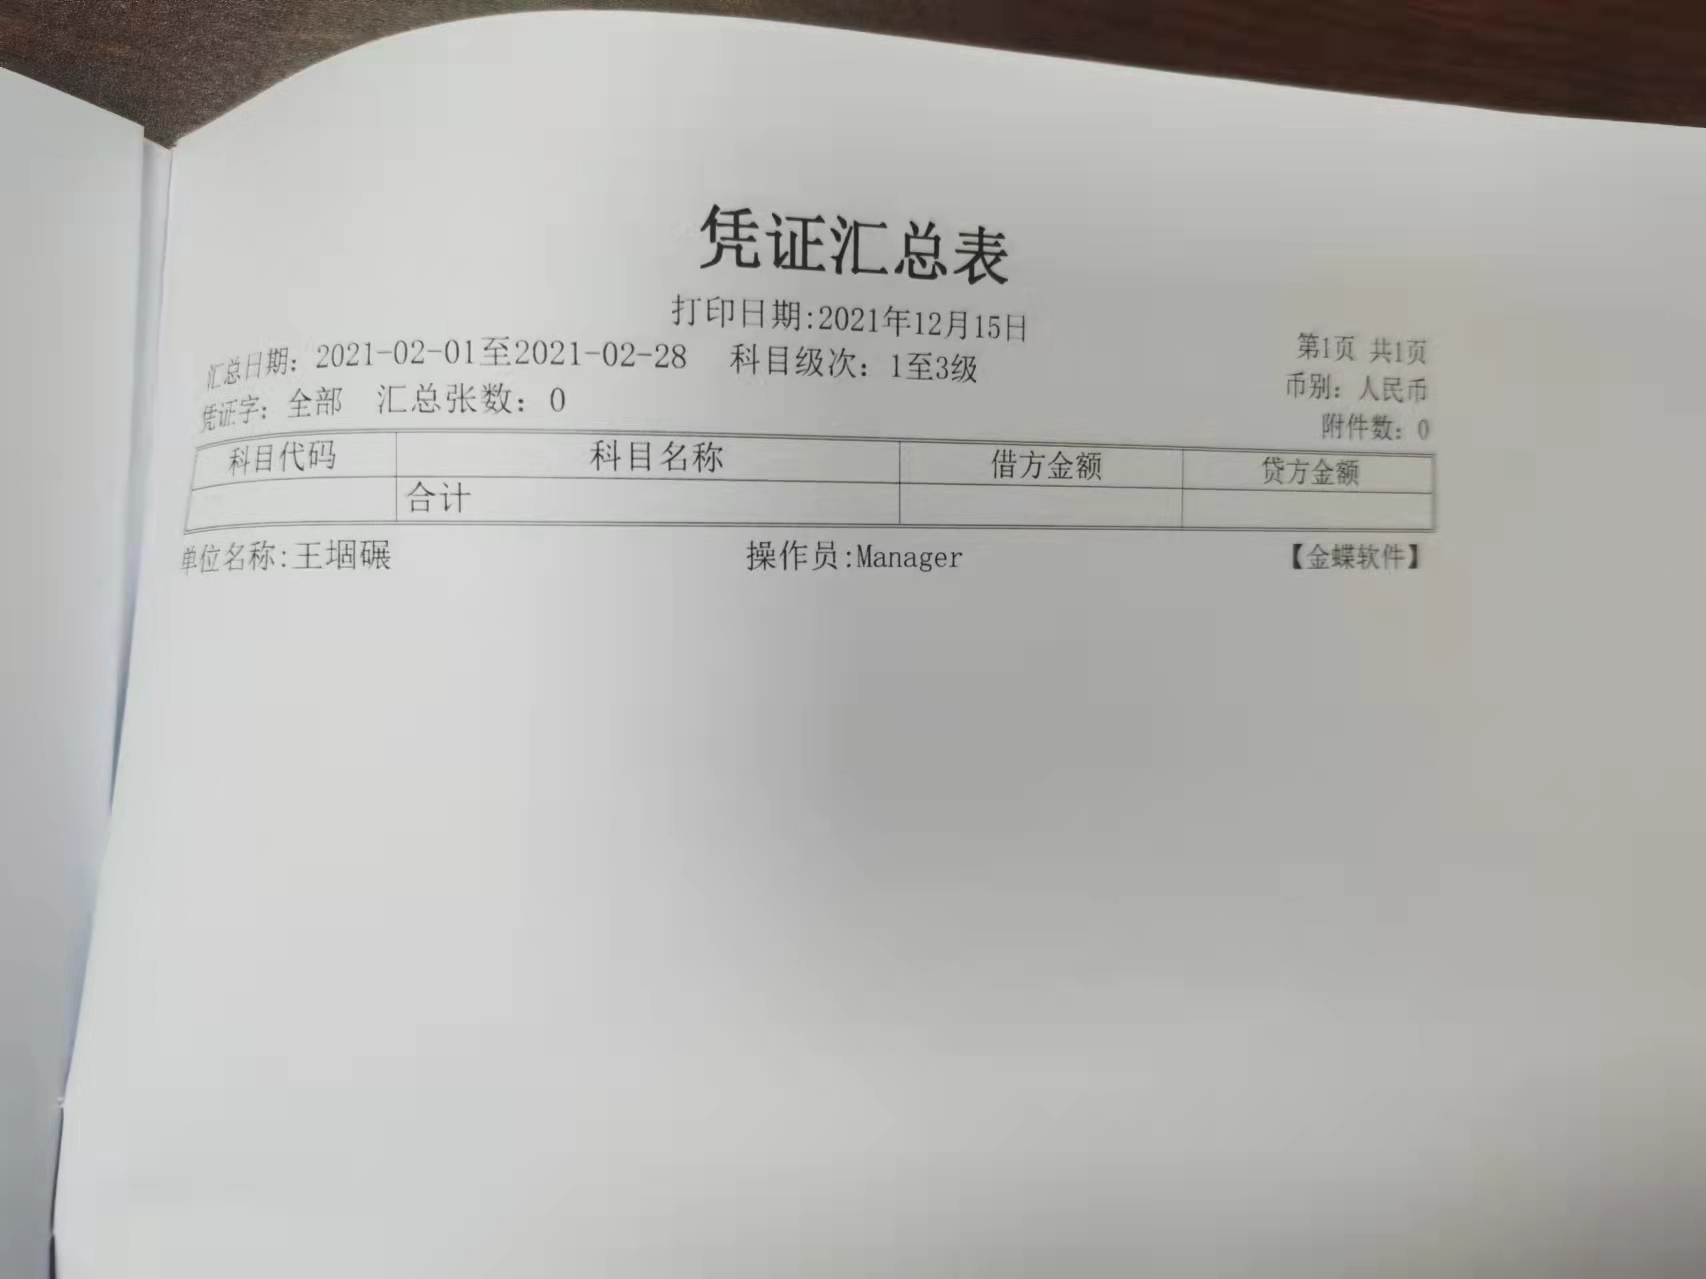 凭证汇总表
打印日期:2021年12月15日
汇总日期：2021-02-01至2021-02-28 科目级次：1至3级 第1页 共1页
币别：人民币
凭证字：全部 汇总张数：0 附件数：0
科目代码 科目名称 借方金额 贷方金额
合计
单位名称:王堌碾 操作员:Manager 【金蝶软件】